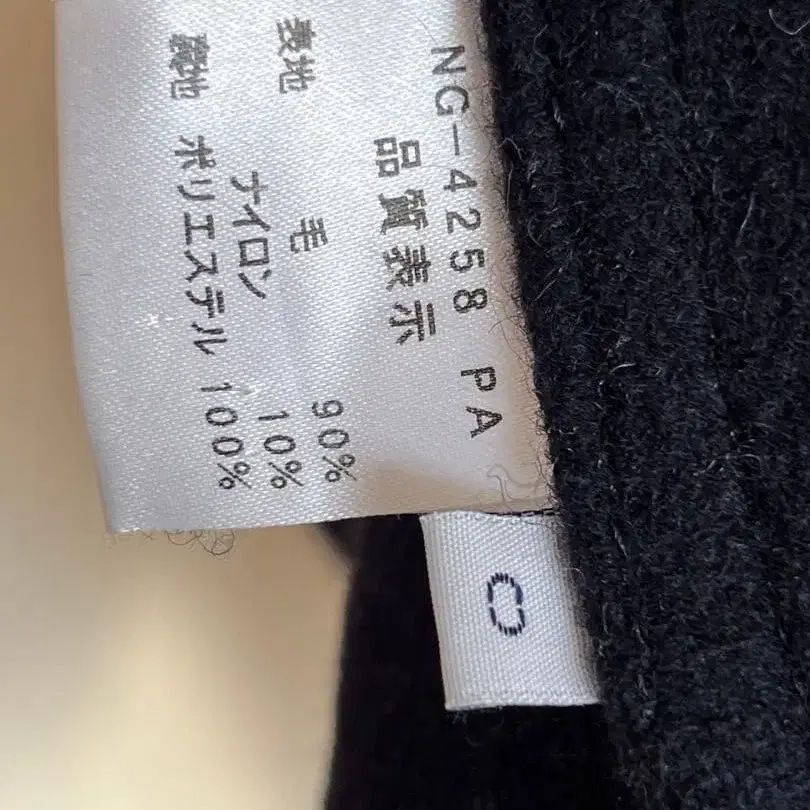 NG-4258 PA
品質表示
表地 毛 90%
ナイロン 10%
裏地 ポリエステル 100%
0